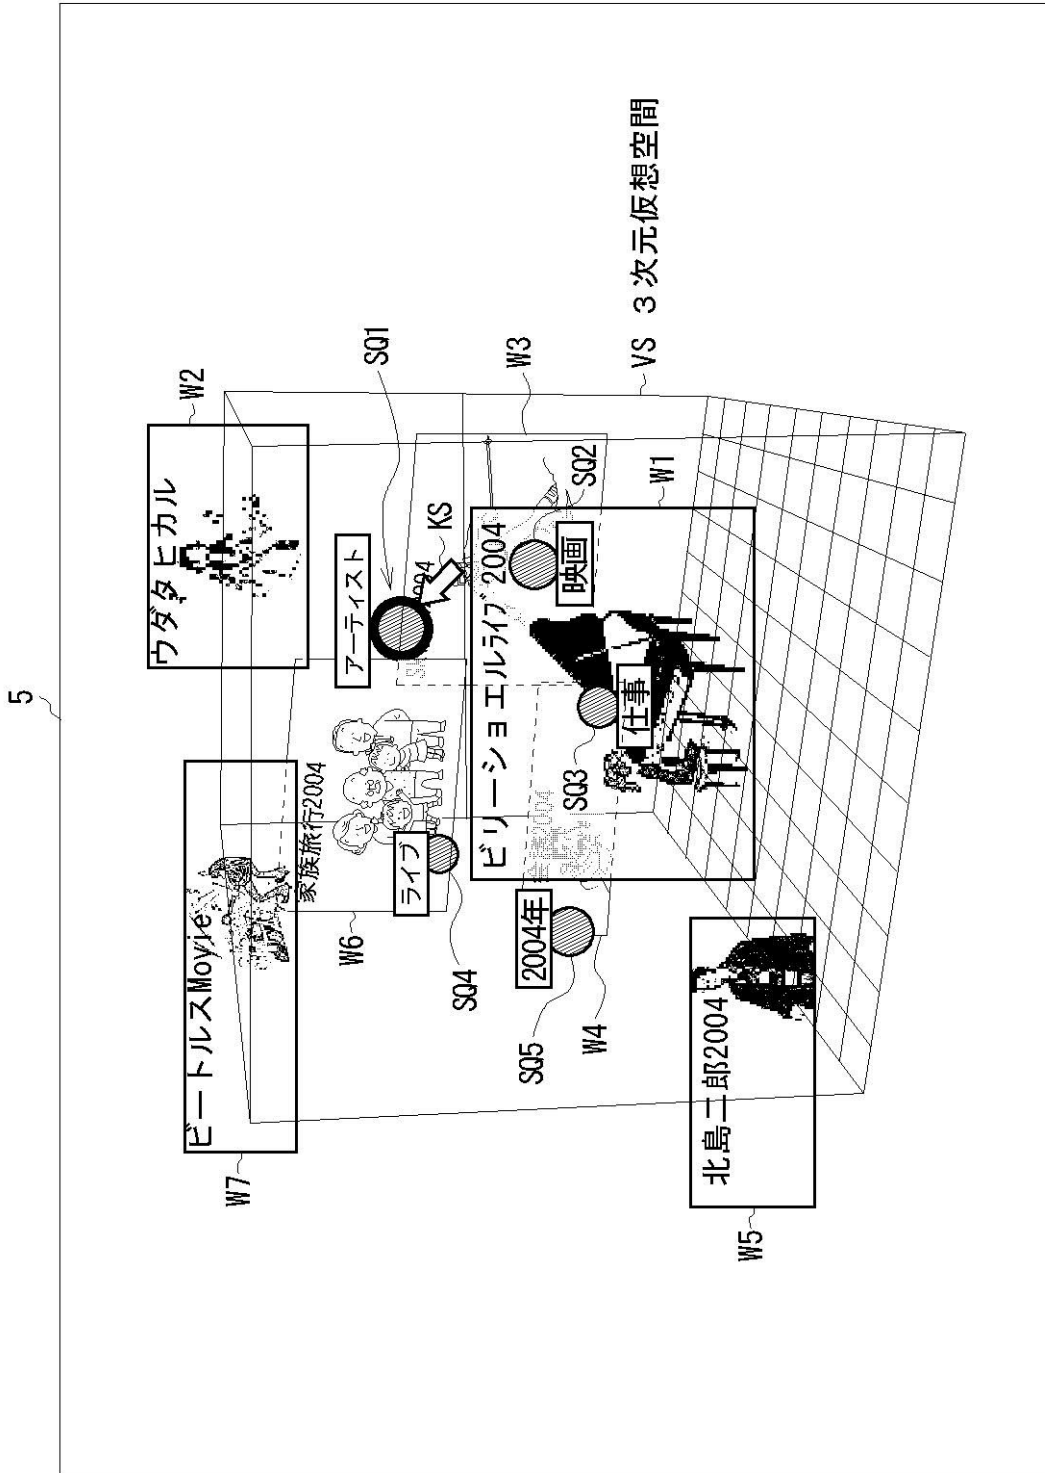 5
ビートルスMovie
W7
ウダタヒカル
W2
家族旅行2004
W6
アーティスト
SQ1
KS
W3
ライブ
SQ4
ビリーショエルライブ 2004
映画
SQ2
仕事
SQ3
W1
2004年
SQ5
W4
VS 3次元仮想空間
北島二郎2004
W5